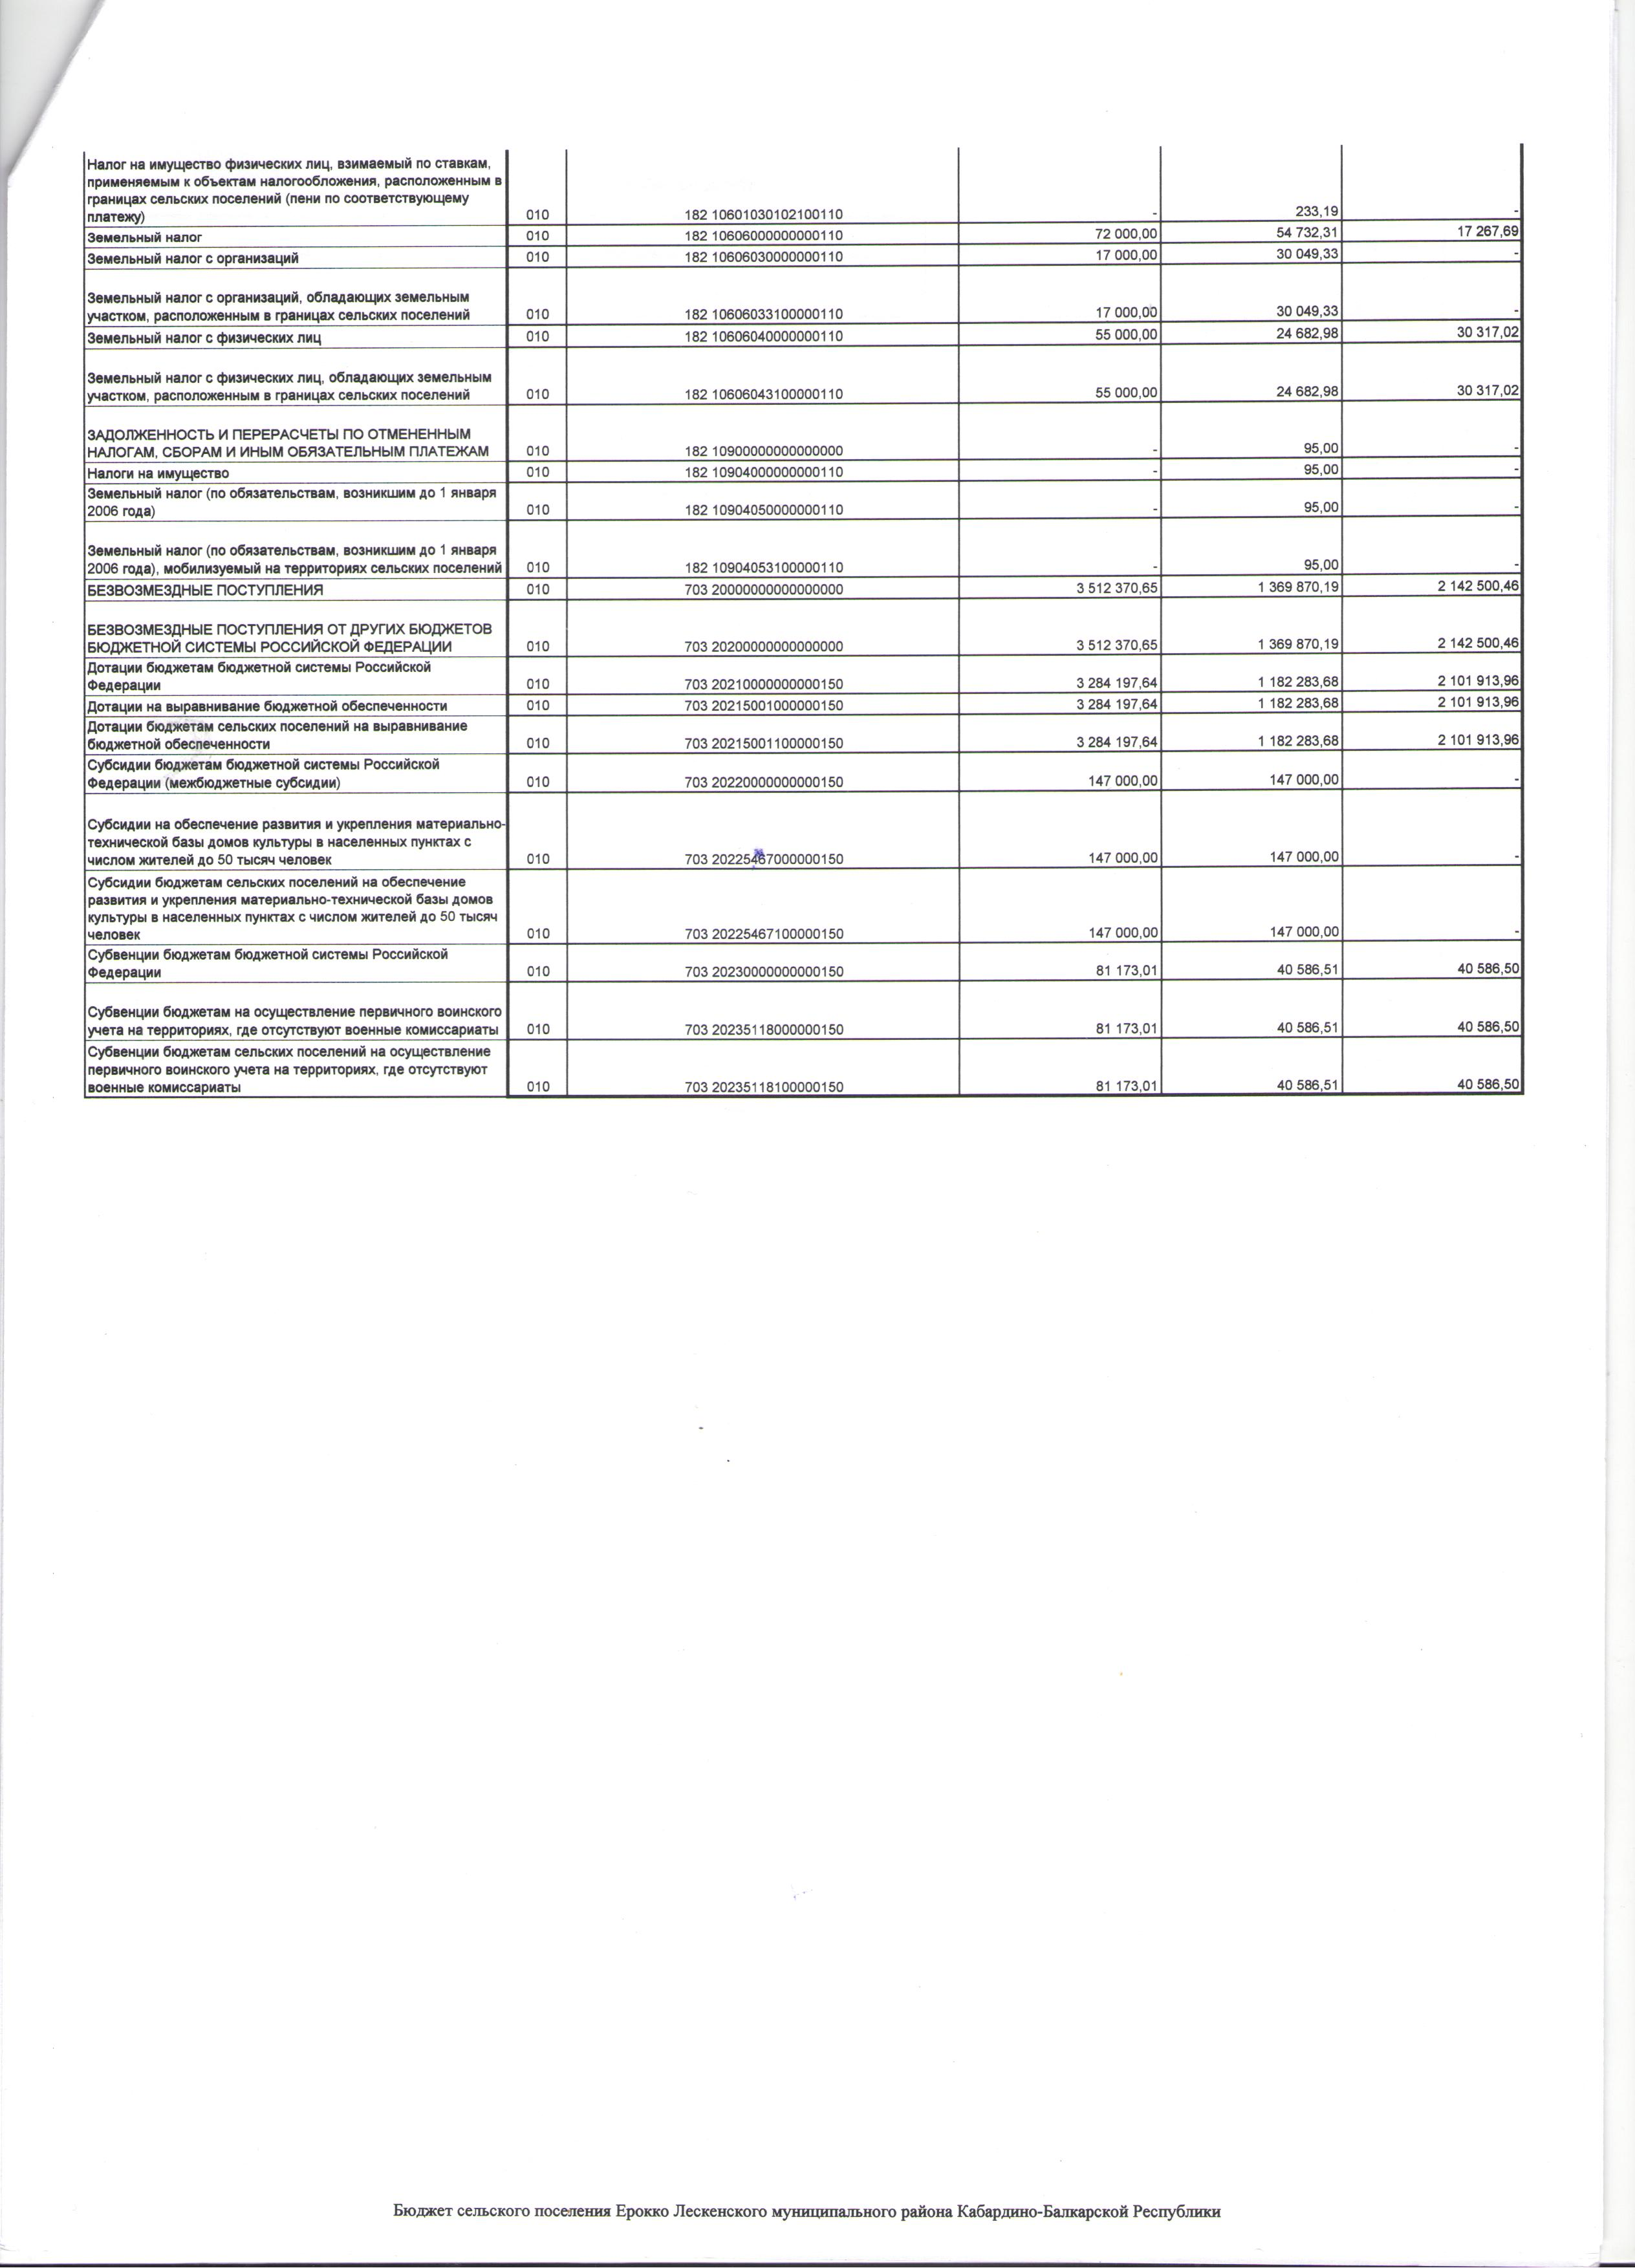 Налог на имущество физических лиц, взимаемый по ставкам,
применяемым к объектам налогообложения, расположенным в
границах сельских поселений (пени по соответствующему
платежу) 010 182 10601030102100110 - 233,19 -
Земельный налог 010 182 10606000000000110 72 000,00 54 732,31 17 267,69
Земельный налог с организаций 010 182 10606030000000110 17 000,00 30 049,33 -
Земельный налог с организаций, обладающих земельным
участком, расположенным в границах сельских поселений 010 182 10606033100000110 17 000,00 30 049,33 -
Земельный налог с физических лиц 010 182 10606040000000110 55 000,00 24 682,98 30 317,02
Земельный налог с физических лиц, обладающих земельным
участком, расположенным в границах сельских поселений 010 182 10606043100000110 55 000,00 24 682,98 30 317,02
ЗАДОЛЖЕННОСТЬ И ПЕРЕРАСЧЕТЫ ПО ОТМЕНЕННЫМ
НАЛОГАМ, СБОРАМ И ИНЫМ ОБЯЗАТЕЛЬНЫМ ПЛАТЕЖАМ 010 182 10900000000000000 - 95,00 -
Налоги на имущество 010 182 10904000000000110 - 95,00 -
Земельный налог (по обязательствам, возникшим до 1 января
2006 года) 010 182 10904050000000110 - 95,00 -
Земельный налог (по обязательствам, возникшим до 1 января
2006 года), мобилизуемый на территориях сельских поселений 010 182 10904053100000110 - 95,00 -
БЕЗВОЗМЕЗДНЫЕ ПОСТУПЛЕНИЯ 010 703 20000000000000000 3 512 370,65 1 369 870,19 2 142 500,46
БЕЗВОЗМЕЗДНЫЕ ПОСТУПЛЕНИЯ ОТ ДРУГИХ БЮДЖЕТОВ
БЮДЖЕТНОЙ СИСТЕМЫ РОССИЙСКОЙ ФЕДЕРАЦИИ 010 703 20200000000000000 3 512 370,65 1 369 870,19 2 142 500,46
Дотации бюджетам бюджетной системы Российской
Федерации 010 703 20210000000000150 3 284 197,64 1 182 283,68 2 101 913,96
Дотации на выравнивание бюджетной обеспеченности 010 703 20215001000000150 3 284 197,64 1 182 283,68 2 101 913,96
Дотации бюджетам сельских поселений на выравнивание
бюджетной обеспеченности 010 703 20215001100000150 3 284 197,64 1 182 283,68 2 101 913,96
Субсидии бюджетам бюджетной системы Российской
Федерации (межбюджетные субсидии) 010 703 20220000000000150 147 000,00 147 000,00 -
Субсидии на обеспечение развития и укрепления материально-
технической базы домов культуры в населенных пунктах с
числом жителей до 50 тысяч человек 010 703 20225467000000150 147 000,00 147 000,00 -
Субсидии бюджетам сельских поселений на обеспечение
развития и укрепления материально-технической базы домов
культуры в населенных пунктах с числом жителей до 50 тысяч
человек 010 703 20225467100000150 147 000,00 147 000,00 -
Субвенции бюджетам бюджетной системы Российской
Федерации 010 703 20230000000000150 81 173,01 40 586,51 40 586,50
Субвенции бюджетам на осуществление первичного воинского
учета на территориях, где отсутствуют военные комиссариаты 010 703 20235118000000150 81 173,01 40 586,51 40 586,50
Субвенции бюджетам сельских поселений на осуществление
первичного воинского учета на территориях, где отсутствуют
военные комиссариаты 010 703 20235118100000150 81 173,01 40 586,51 40 586,50
Бюджет сельского поселения Ерокко Лескенского муниципального района Кабардино-Балкарской Республики